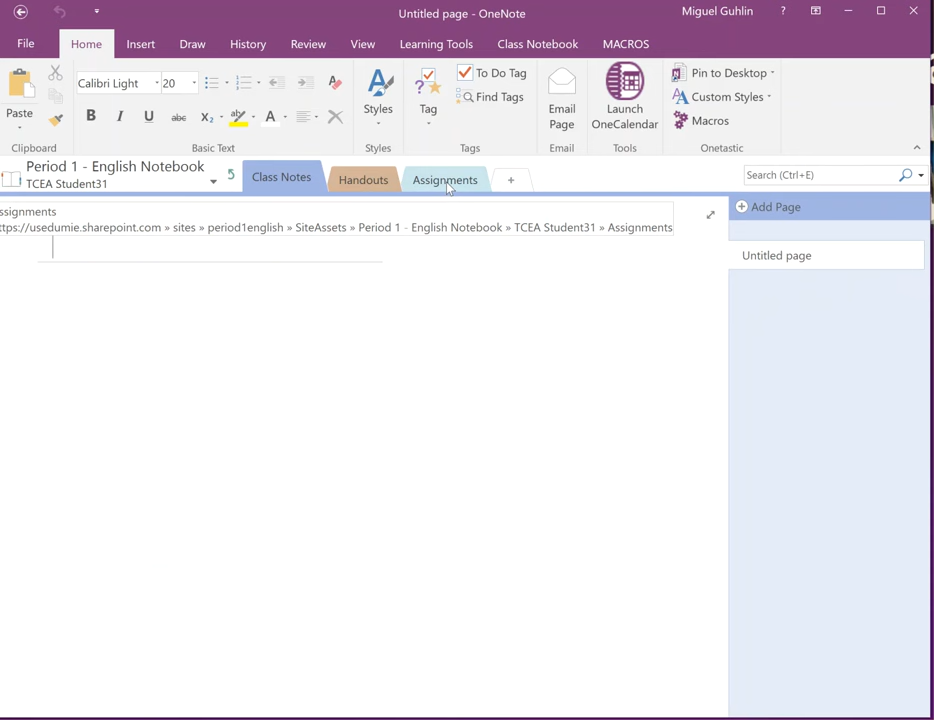 Untitled page - OneNote
Miguel Guhlin ?
File Home Insert Draw History Review View Learning Tools Class Notebook MACROS
Paste
Calibri Light 20
B I U abc X₂ ab A
Styles
Tag
To Do Tag
Find Tags
Email
Page
Launch
OneCalendar
Pin to Desktop
Custom Styles
Macros
Clipboard Basic Text Styles Tags Email Tools Onetastic
Period 1 - English Notebook
TCEA Student31
Class Notes Handouts Assignments +
Search (Ctrl+E)
ssignments
ttps://usedumie.sharepoint.com » sites » period1english » SiteAssets » Period 1 - English Notebook » TCEA Student31 » Assignments
Add Page
Untitled page